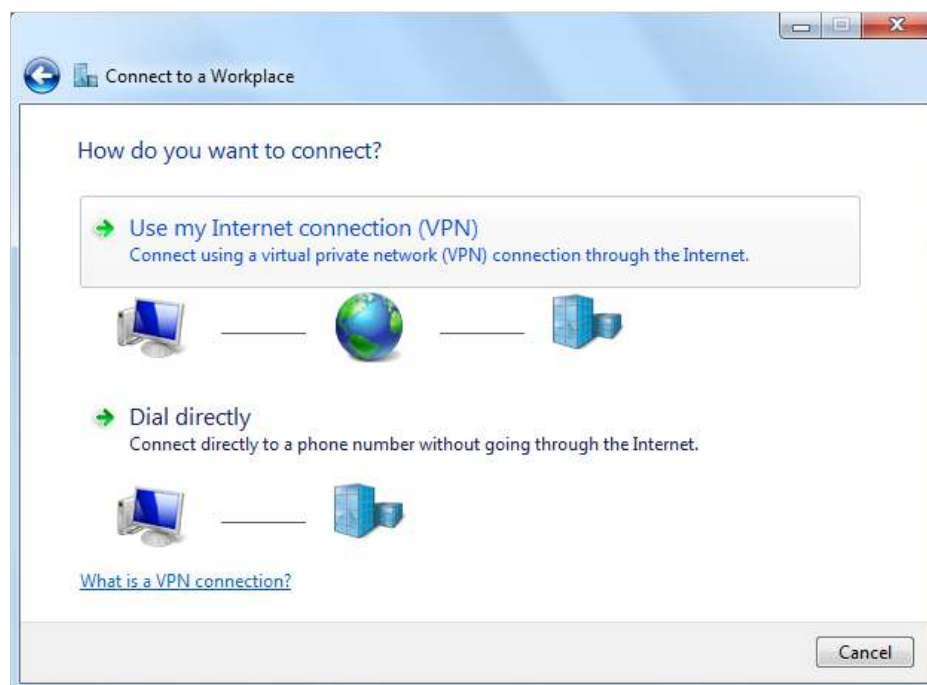 Connect to a Workplace
How do you want to connect?
Use my Internet connection (VPN)
Connect using a virtual private network (VPN) connection through the Internet.
Dial directly
Connect directly to a phone number without going through the Internet.
What is a VPN connection?
Cancel